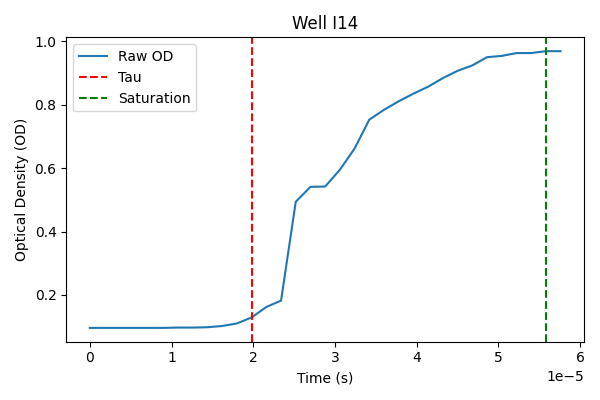 Well I14
Optical Density (OD)
1.0
0.8
0.6
0.4
0.2
Raw OD
Tau
Saturation
0
1
2
3
4
5
6
1e−5
Time (s)